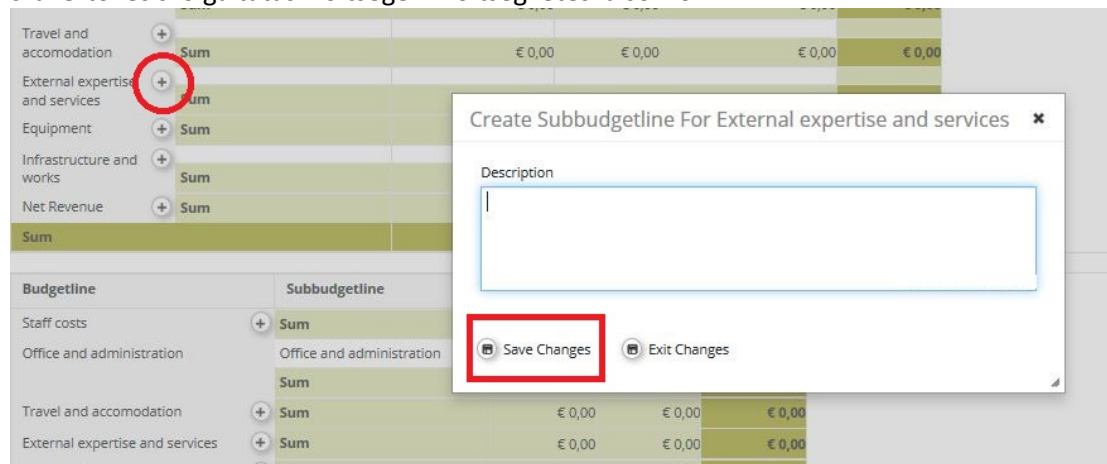 Sum
Travel and accomodation
Sum € 0,00 € 0,00 € 0,00 € 0,00
External expertise and services
Sum
Equipment Sum
Infrastructure and works
Sum
Net Revenue Sum
Sum
Create Subbudgetline For External expertise and services
Description
Save Changes Exit Changes
Budgetline Subbudgetline
Staff costs Sum
Office and administration Office and administration
Sum
Travel and accomodation Sum € 0,00 € 0,00 € 0,00
External expertise and services Sum € 0,00 € 0,00 € 0,00